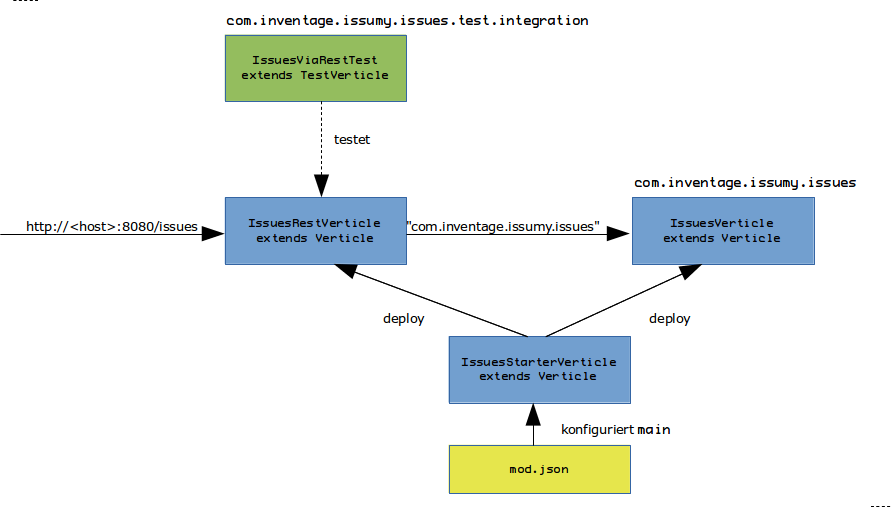 com.inventage.issumy.issues.test.integration
IssuesViaRestTest
extends TestVerticle
testet
com.inventage.issumy.issues
http://<host>:8080/issues
IssuesRestVerticle
extends Verticle
"com.inventage.issumy.issues"
IssuesVerticle
extends Verticle
deploy
deploy
IssuesStarterVerticle
extends Verticle
konfiguriert main
mod.json